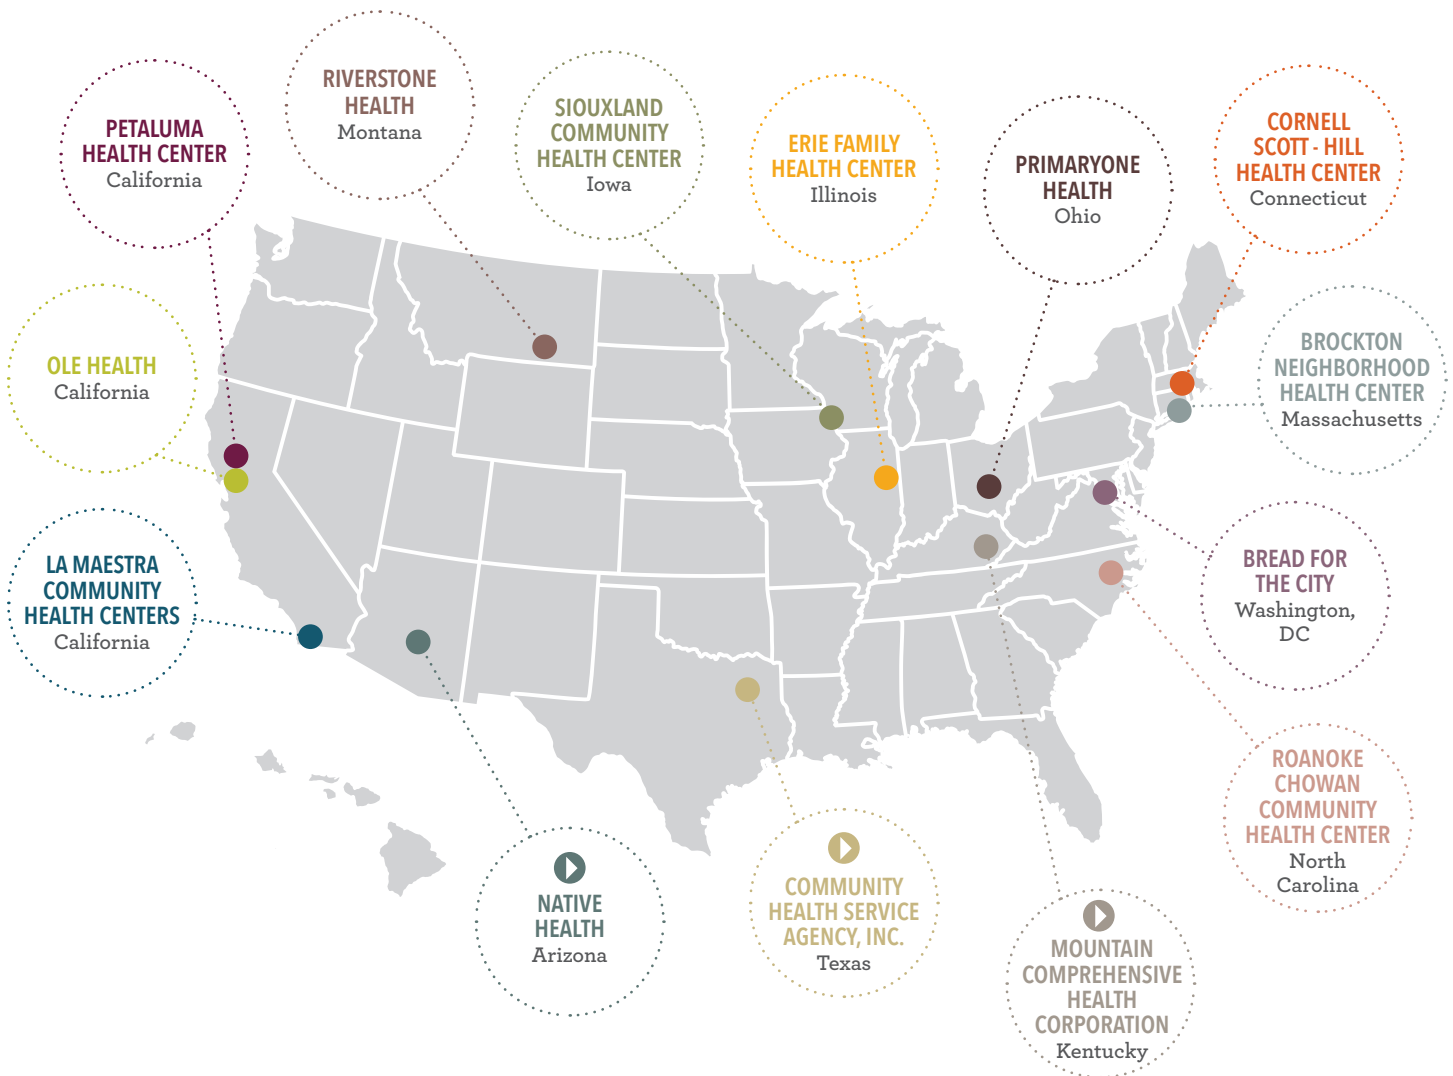 PETALUMA
HEALTH CENTER
California
RIVERSTONE
HEALTH
Montana
SIOUXLAND
COMMUNITY
HEALTH CENTER
Iowa
ERIE FAMILY
HEALTH CENTER
Illinois
PRIMARYONE
HEALTH
Ohio
CORNELL
SCOTT - HILL
HEALTH CENTER
Connecticut
OLE HEALTH
California
BROCKTON
NEIGHBORHOOD
HEALTH CENTER
Massachusetts
LA MAESTRA
COMMUNITY
HEALTH CENTERS
California
BREAD FOR
THE CITY
Washington,
DC
ROANOKE
CHOWAN
COMMUNITY
HEALTH CENTER
North
Carolina
NATIVE
HEALTH
Arizona
COMMUNITY
HEALTH SERVICE
AGENCY, INC.
Texas
MOUNTAIN
COMPREHENSIVE
HEALTH
CORPORATION
Kentucky